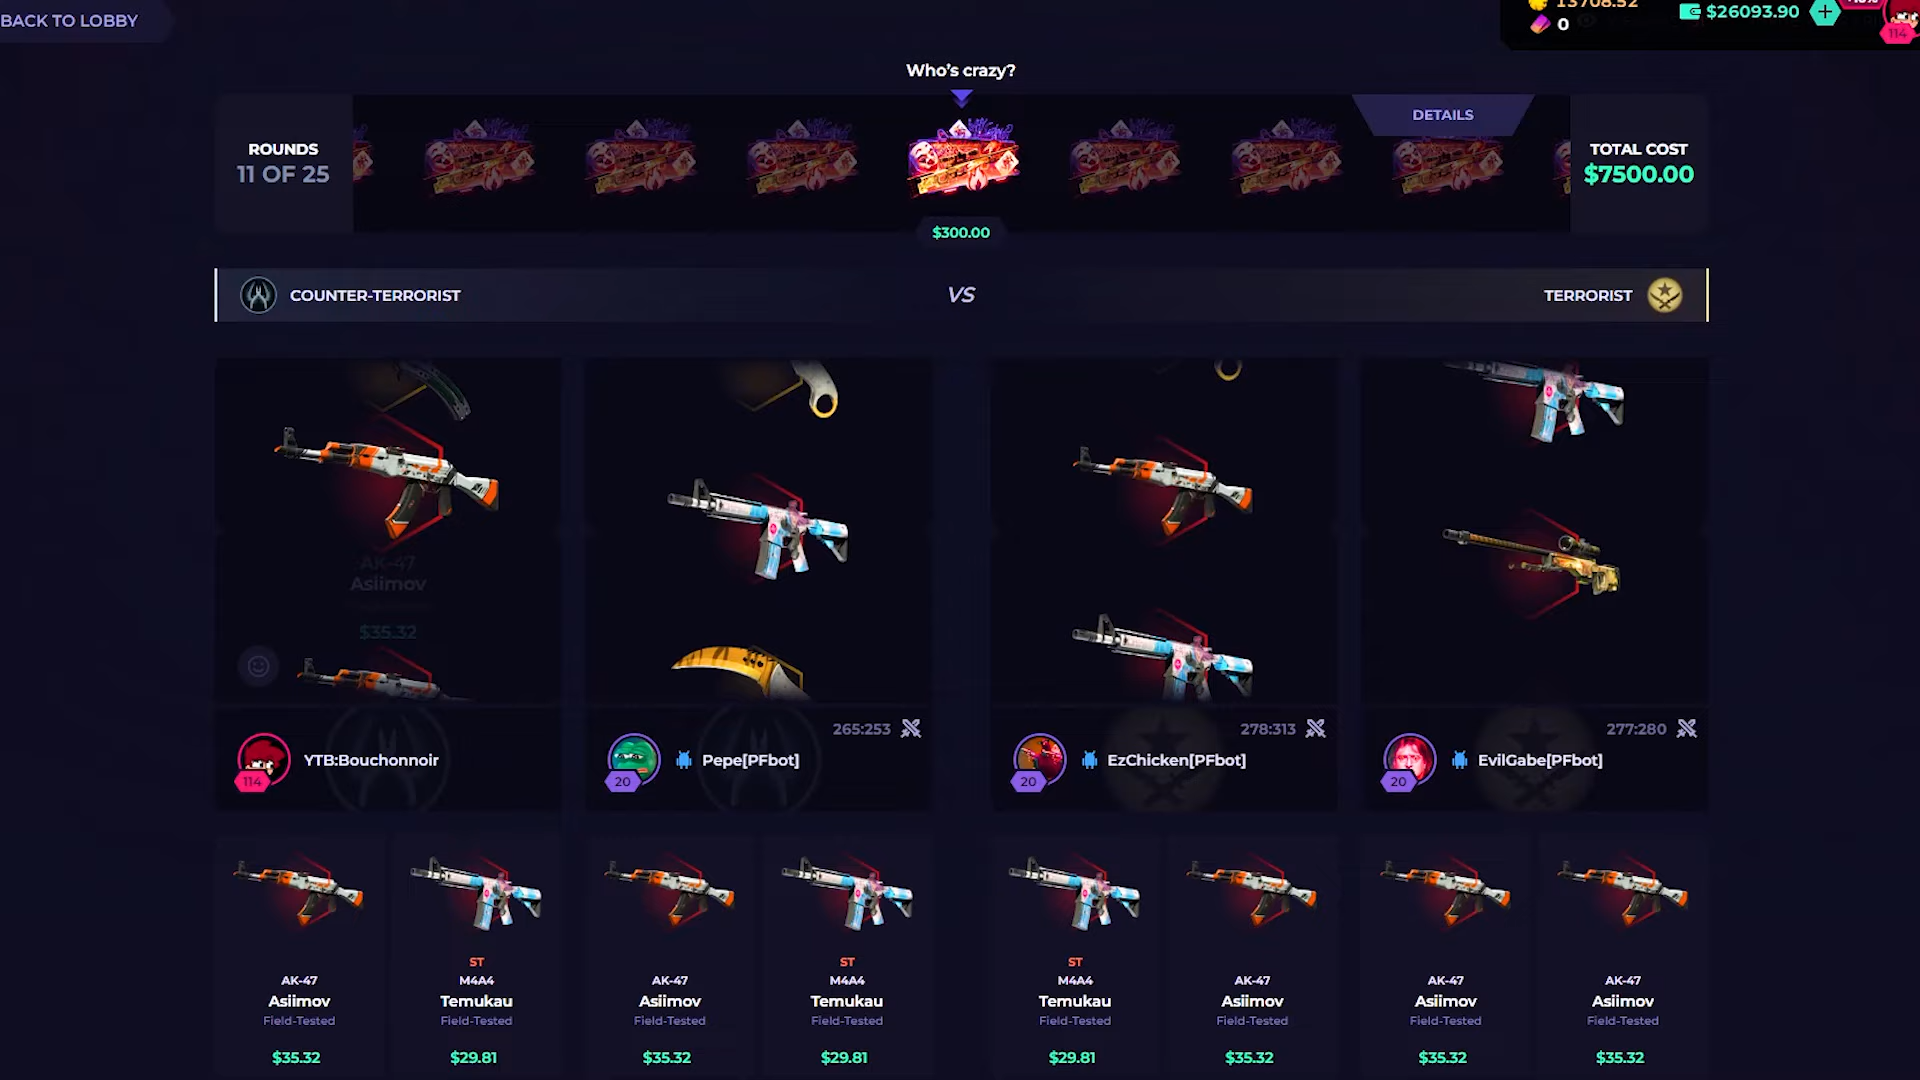 BACK TO LOBBY
0
$26093.90
114
Who's crazy?
DETAILS
ROUNDS
11 OF 25
TOTAL COST
$7500.00
$300.00
COUNTER-TERRORIST
VS
TERRORIST
AK-47
Asiimov
$35.32
265:253
278:313
277:280
YTB:Bouchonnoir
114
Pepe[PFbot]
20
EzChicken[PFbot]
20
EvilGabe[PFbot]
20
AK-47
Asiimov
Field-Tested
$35.32
ST
M4A4
Temukau
Field-Tested
$29.81
AK-47
Asiimov
Field-Tested
$35.32
ST
M4A4
Temukau
Field-Tested
$29.81
ST
M4A4
Temukau
Field-Tested
$29.81
AK-47
Asiimov
Field-Tested
$35.32
AK-47
Asiimov
Field-Tested
$35.32
AK-47
Asiimov
Field-Tested
$35.32